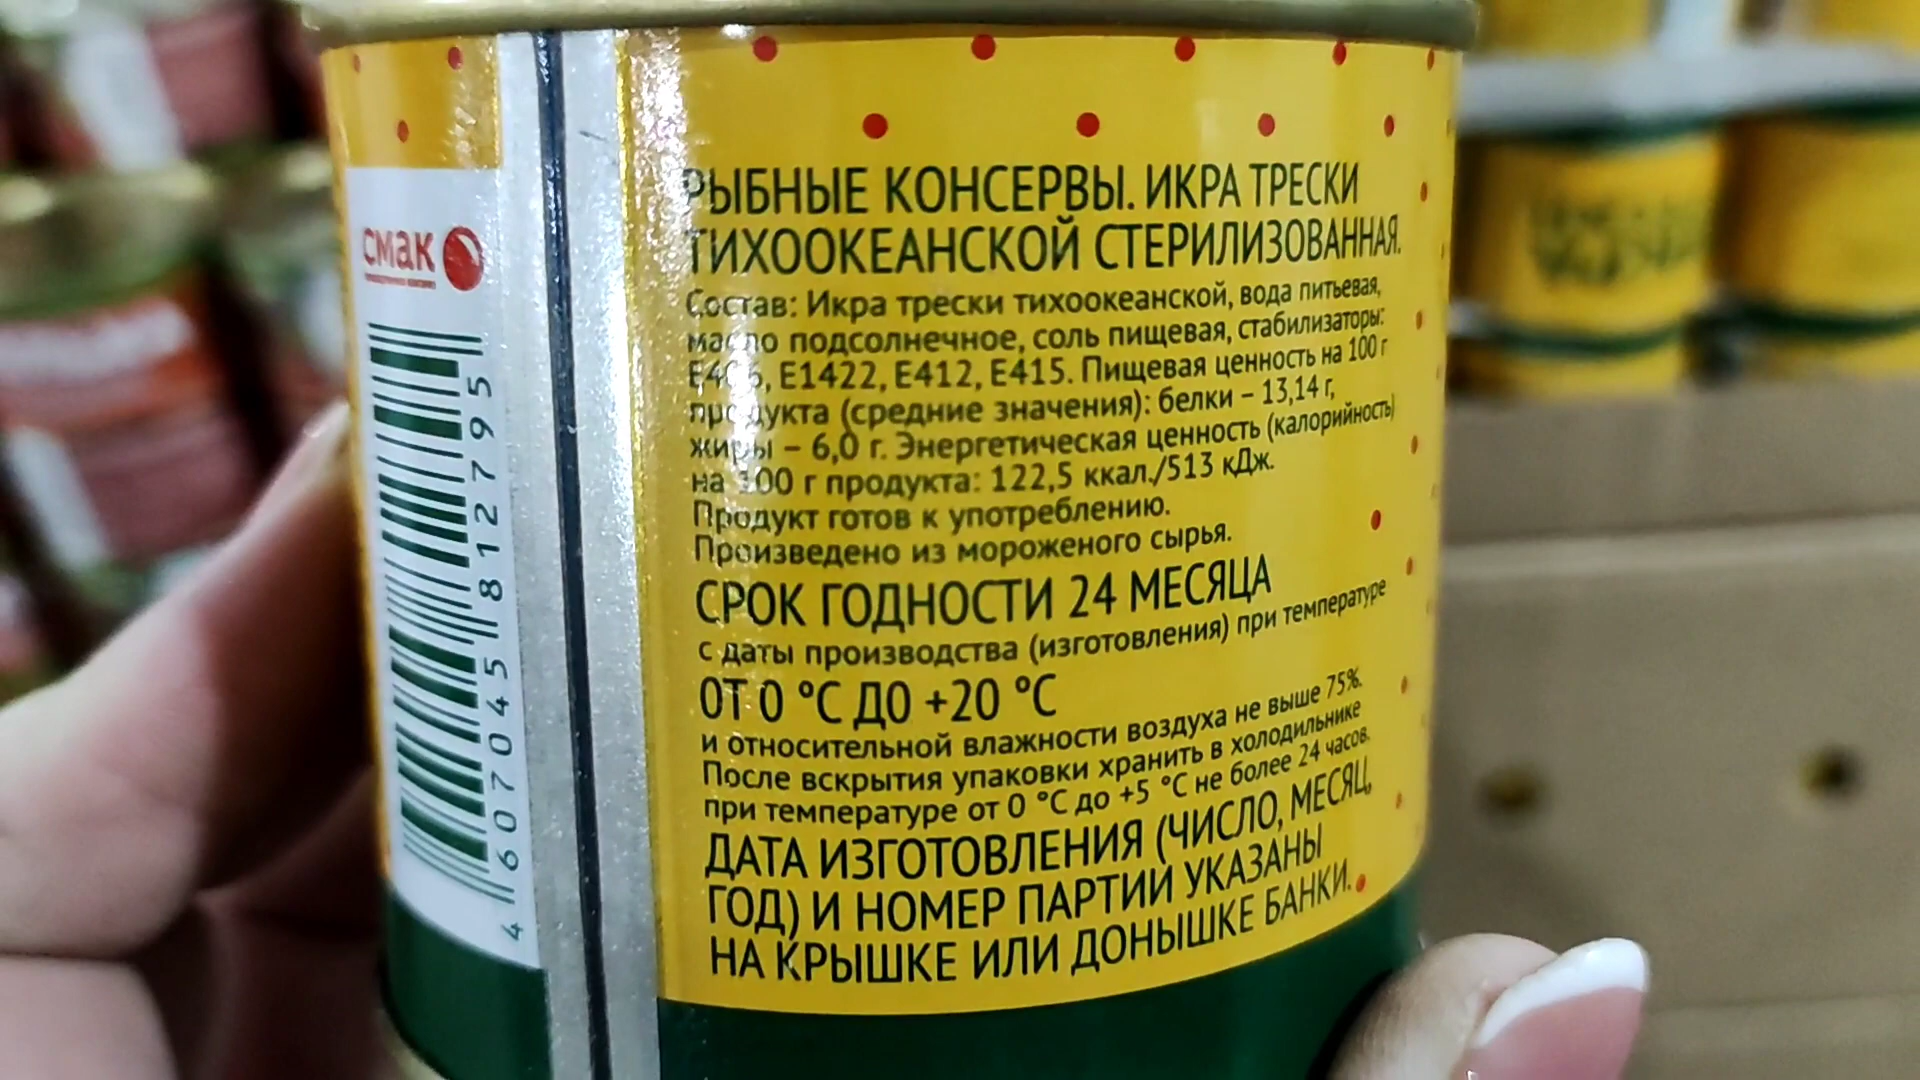 смак
4607045812795
РЫБНЫЕ КОНСЕРВЫ. ИКРА ТРЕСКИ
ТИХООКЕАНСКОЙ СТЕРИЛИЗОВАННАЯ.
Состав: Икра трески тихоокеанской, вода питьевая,
масло подсолнечное, соль пищевая, стабилизаторы:
Е1422, Е412, Е415. Пищевая ценность на 100 г
продукта (средние значения): белки – 13,14 г,
жиры – 6,0 г. Энергетическая ценность (калорийность)
на 100 г продукта: 122,5 ккал./513 кДж.
Продукт готов к употреблению.
Произведено из мороженого сырья.
СРОК ГОДНОСТИ 24 МЕСЯЦА
с даты производства (изготовления) при температуре
ОТ 0 °С ДО +20 °С
и относительной влажности воздуха не выше 75%.
После вскрытия упаковки хранить в холодильнике
при температуре от 0 °С до +5 °С не более 24 часов.
ДАТА ИЗГОТОВЛЕНИЯ (ЧИСЛО, МЕСЯЦ,
ГОД) И НОМЕР ПАРТИИ УКАЗАНЫ
НА КРЫШКЕ ИЛИ ДОНЫШКЕ БАНКИ.